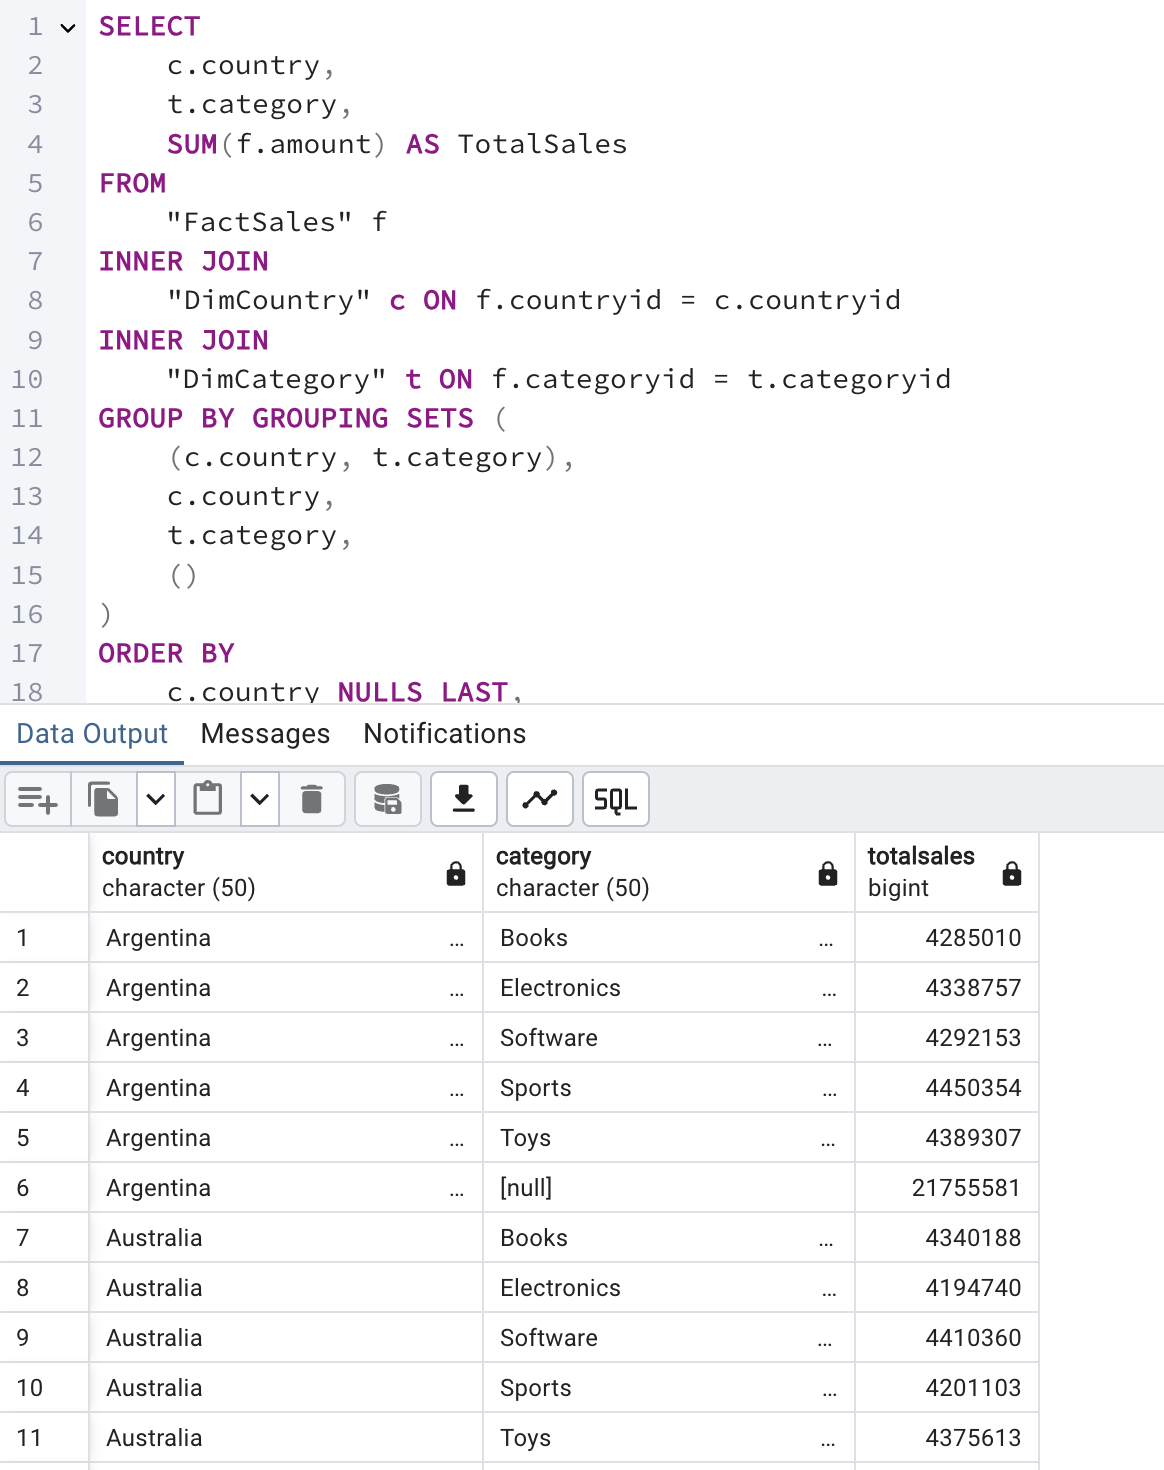 1 SELECT
2 c.country,
3 t.category,
4 SUM(f.amount) AS TotalSales
5 FROM
6 "FactSales" f
7 INNER JOIN
8 "DimCountry" c ON f.countryid = c.countryid
9 INNER JOIN
10 "DimCategory" t ON f.categoryid = t.categoryid
11 GROUP BY GROUPING SETS (
12 (c.country, t.category),
13 c.country,
14 t.category,
15 ()
16 )
17 ORDER BY
18 c.country NULLS LAST,
Data Output Messages Notifications
SQL
country category totalsales
character (50) character (50) bigint
1 Argentina ... Books ... 4285010
2 Argentina ... Electronics ... 4338757
3 Argentina ... Software ... 4292153
4 Argentina ... Sports ... 4450354
5 Argentina ... Toys ... 4389307
6 Argentina ... [null] 21755581
7 Australia Books ... 4340188
8 Australia Electronics ... 4194740
9 Australia Software ... 4410360
10 Australia Sports ... 4201103
11 Australia Toys ... 4375613